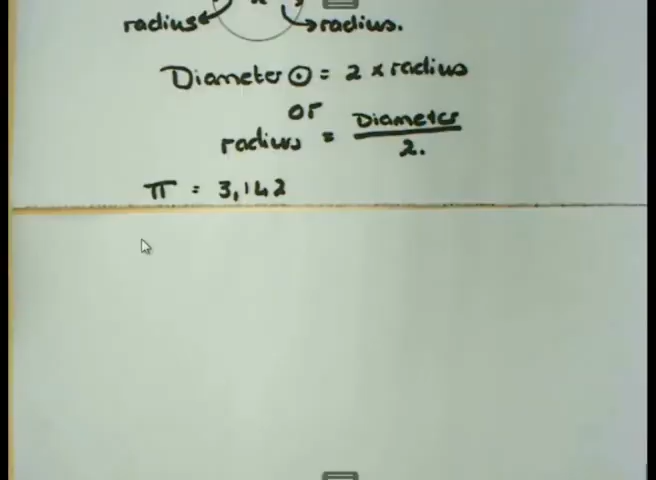 radius radius.
Diameter ⊙ = 2 x radius
or
radius = Diameter
2.
π = 3,142